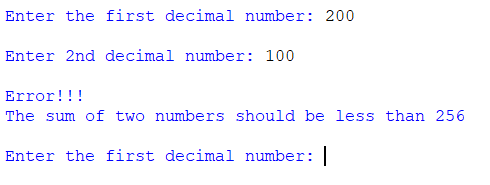 Enter the first decimal number: 200
Enter 2nd decimal number: 100
Error!!!
The sum of two numbers should be less than 256
Enter the first decimal number: